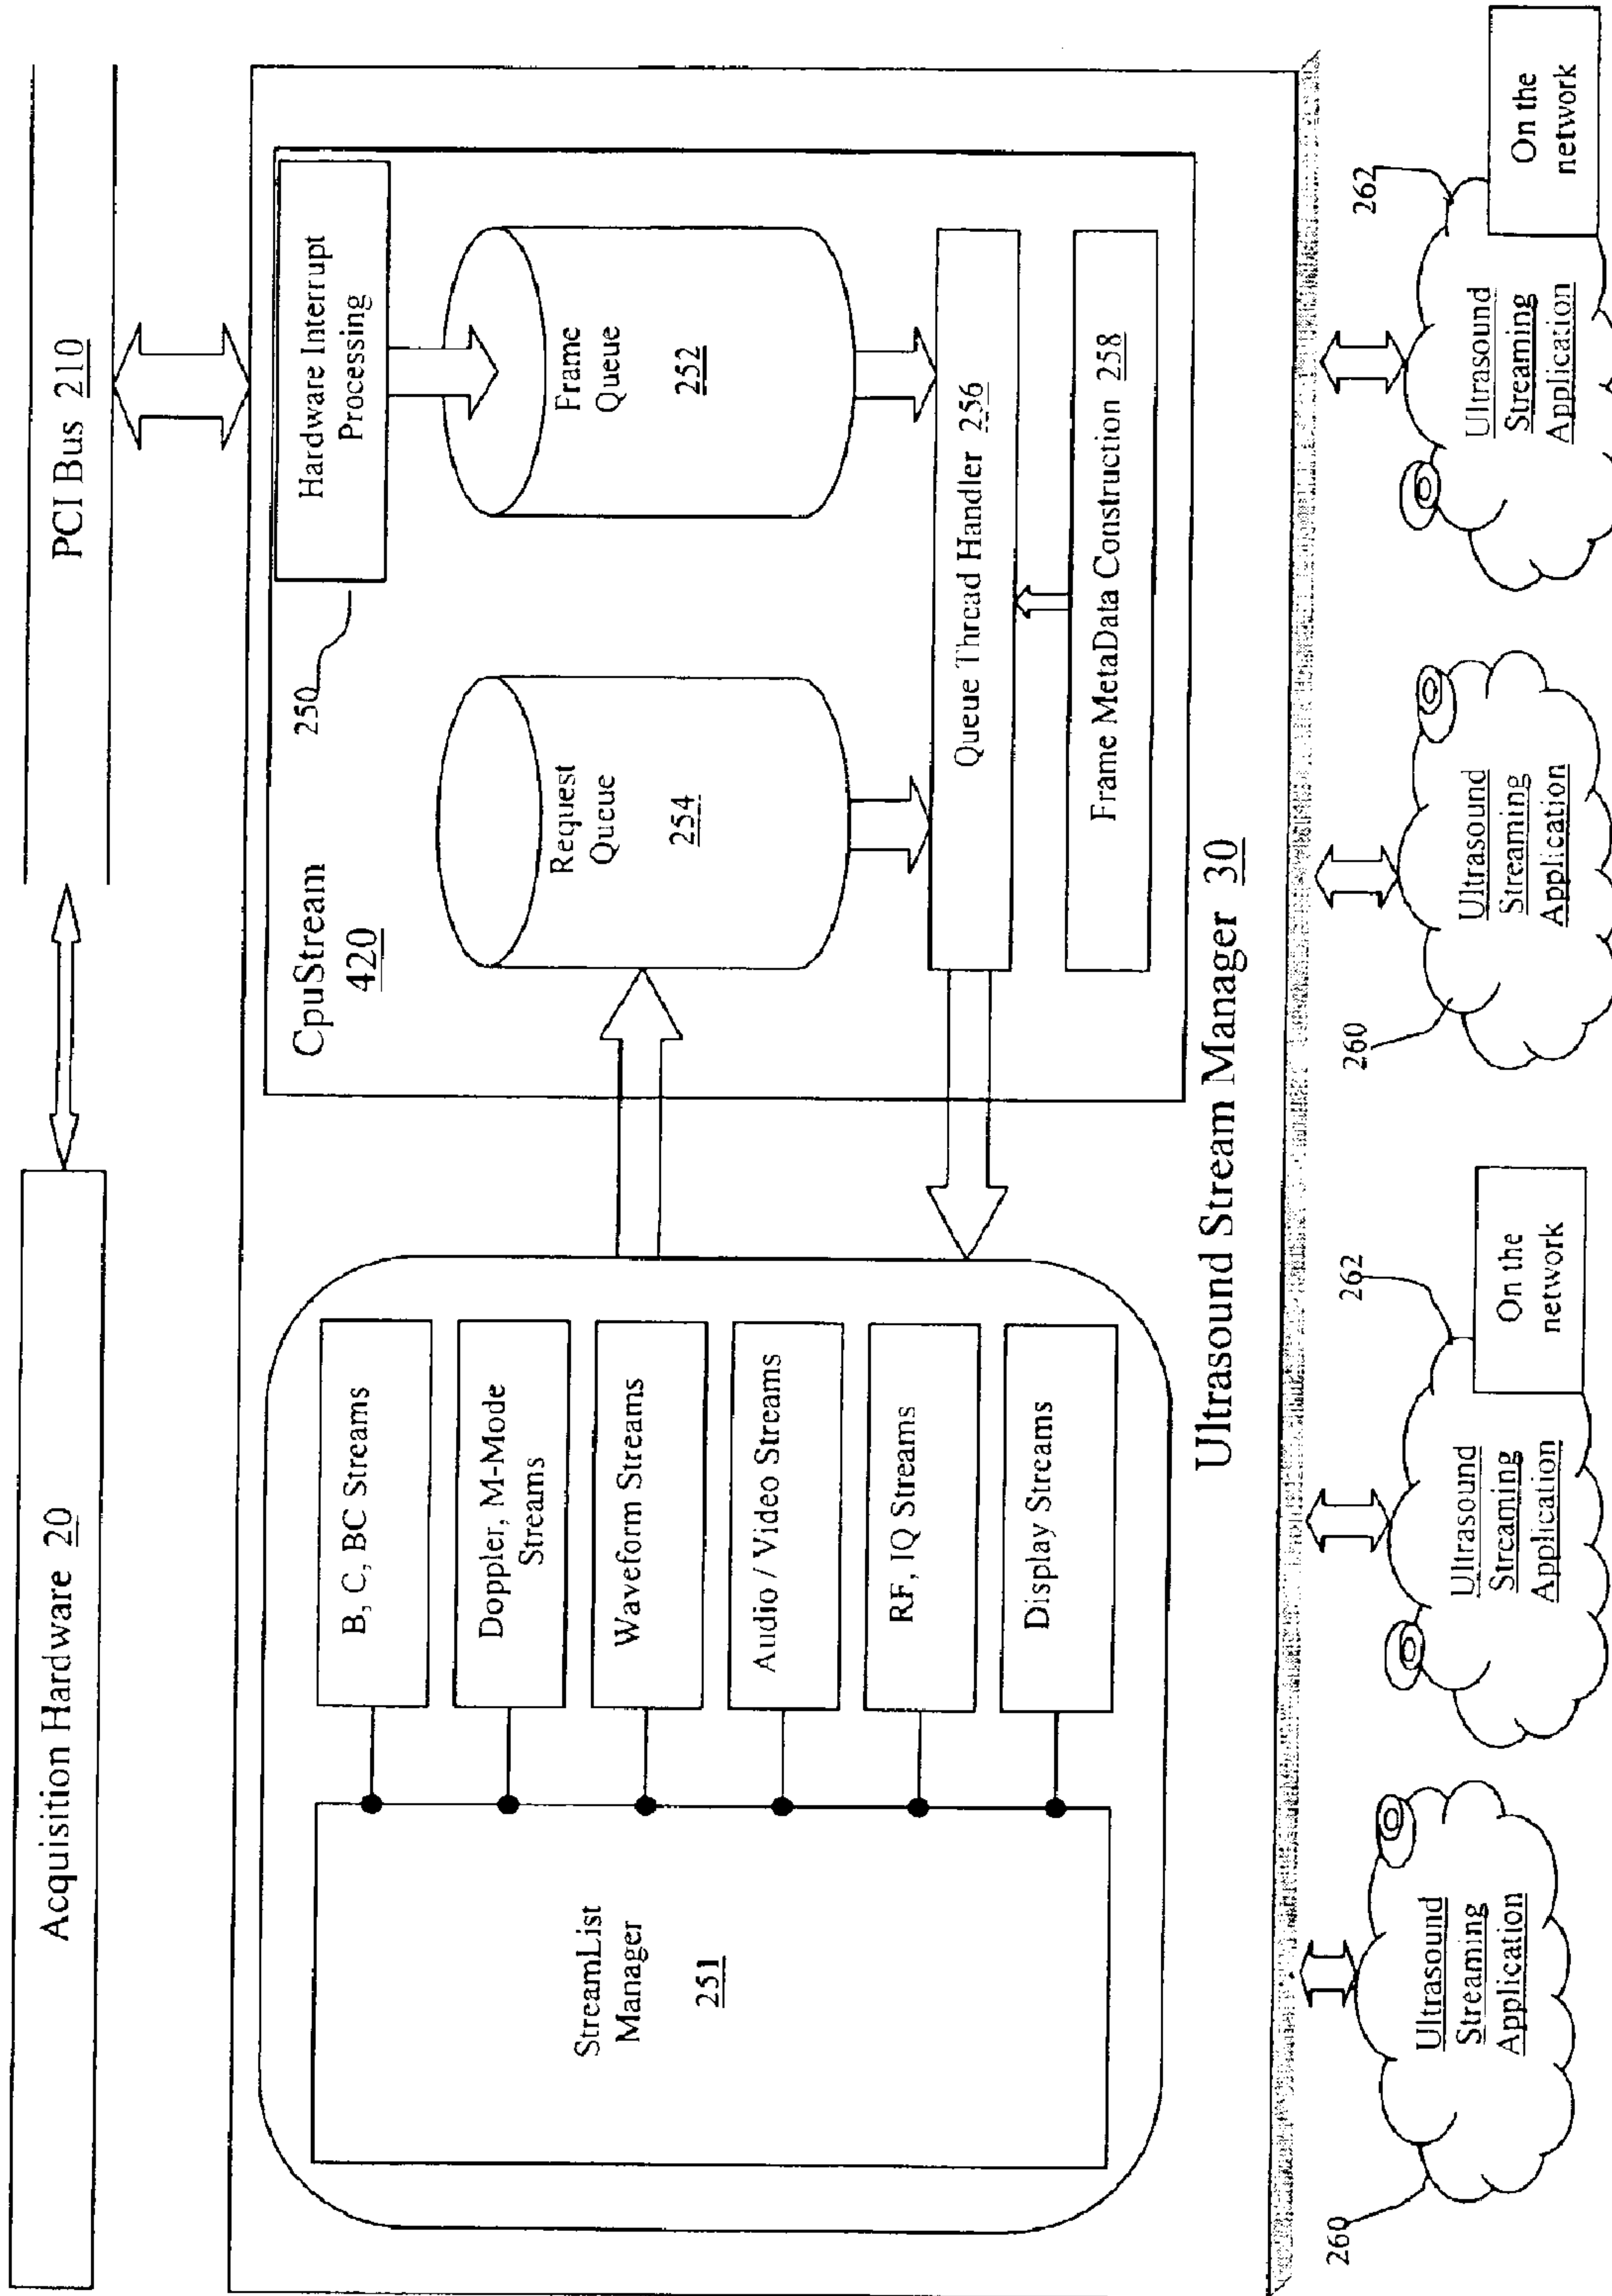 Acquisition Hardware 20
PCI Bus 210
StreamList
Manager
251
B, C, BC Streams
Doppler, M-Mode
Streams
Waveform Streams
Audio / Video Streams
RF, IQ Streams
Display Streams
CpuStream
420
250
Hardware Interrupt
Processing
Request
Queue
254
Frame
Queue
252
Queue Thread Handler 256
Frame MetaData Construction 258
Ultrasound Stream Manager 30
260
Ultrasound
Streaming
Application
262
Ultrasound
Streaming
Application
On the
network
260
Ultrasound
Streaming
Application
262
Ultrasound
Streaming
Application
On the
network